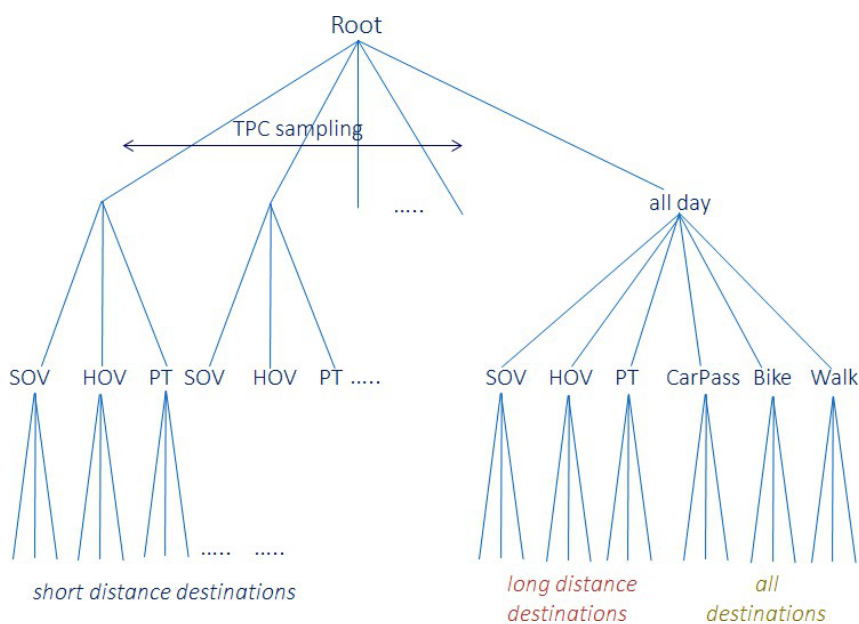 Root
TPC sampling
.....
all day
SOV HOV PT SOV HOV PT ..... SOV HOV PT CarPass Bike Walk
..... .....
short distance destinations
long distance
destinations
all
destinations